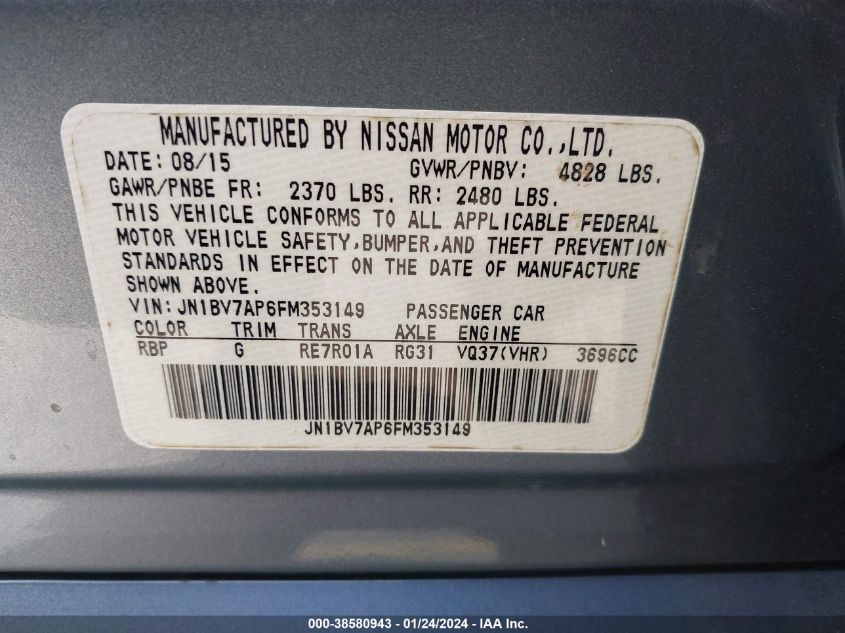 MANUFACTURED BY NISSAN MOTOR CO.,LTD.
DATE: 08/15 GVWR/PNBV: 4828 LBS.
GAWR/PNBE FR: 2370 LBS. RR: 2480 LBS.
THIS VEHICLE CONFORMS TO ALL APPLICABLE FEDERAL
MOTOR VEHICLE SAFETY,BUMPER,AND THEFT PREVENTION
STANDARDS IN EFFECT ON THE DATE OF MANUFACTURE
SHOWN ABOVE.
VIN: JN1BV7AP6FM353149 PASSENGER CAR
COLOR TRIM TRANS AXLE ENGINE
RBP G RE7R01A RG31 VQ37(VHR) 3696CC
JN1BV7AP6FM353149
000-38580943 - 01/24/2024 - IAA Inc.